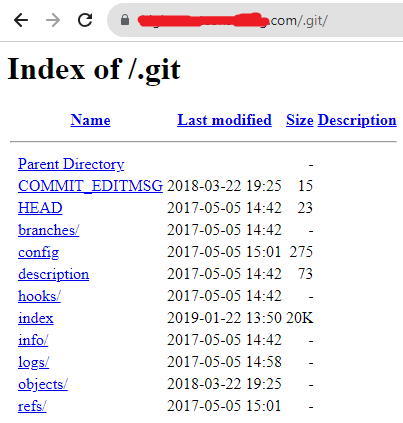 .com/.git/
Index of /.git
Name Last modified Size Description
Parent Directory -
COMMIT_EDITMSG 2018-03-22 19:25 15
HEAD 2017-05-05 14:42 23
branches/ 2017-05-05 14:42 -
config 2017-05-05 15:01 275
description 2017-05-05 14:42 73
hooks/ 2017-05-05 14:42 -
index 2019-01-22 13:50 20K
info/ 2017-05-05 14:42 -
logs/ 2017-05-05 14:58 -
objects/ 2018-03-22 19:25 -
refs/ 2017-05-05 15:01 -